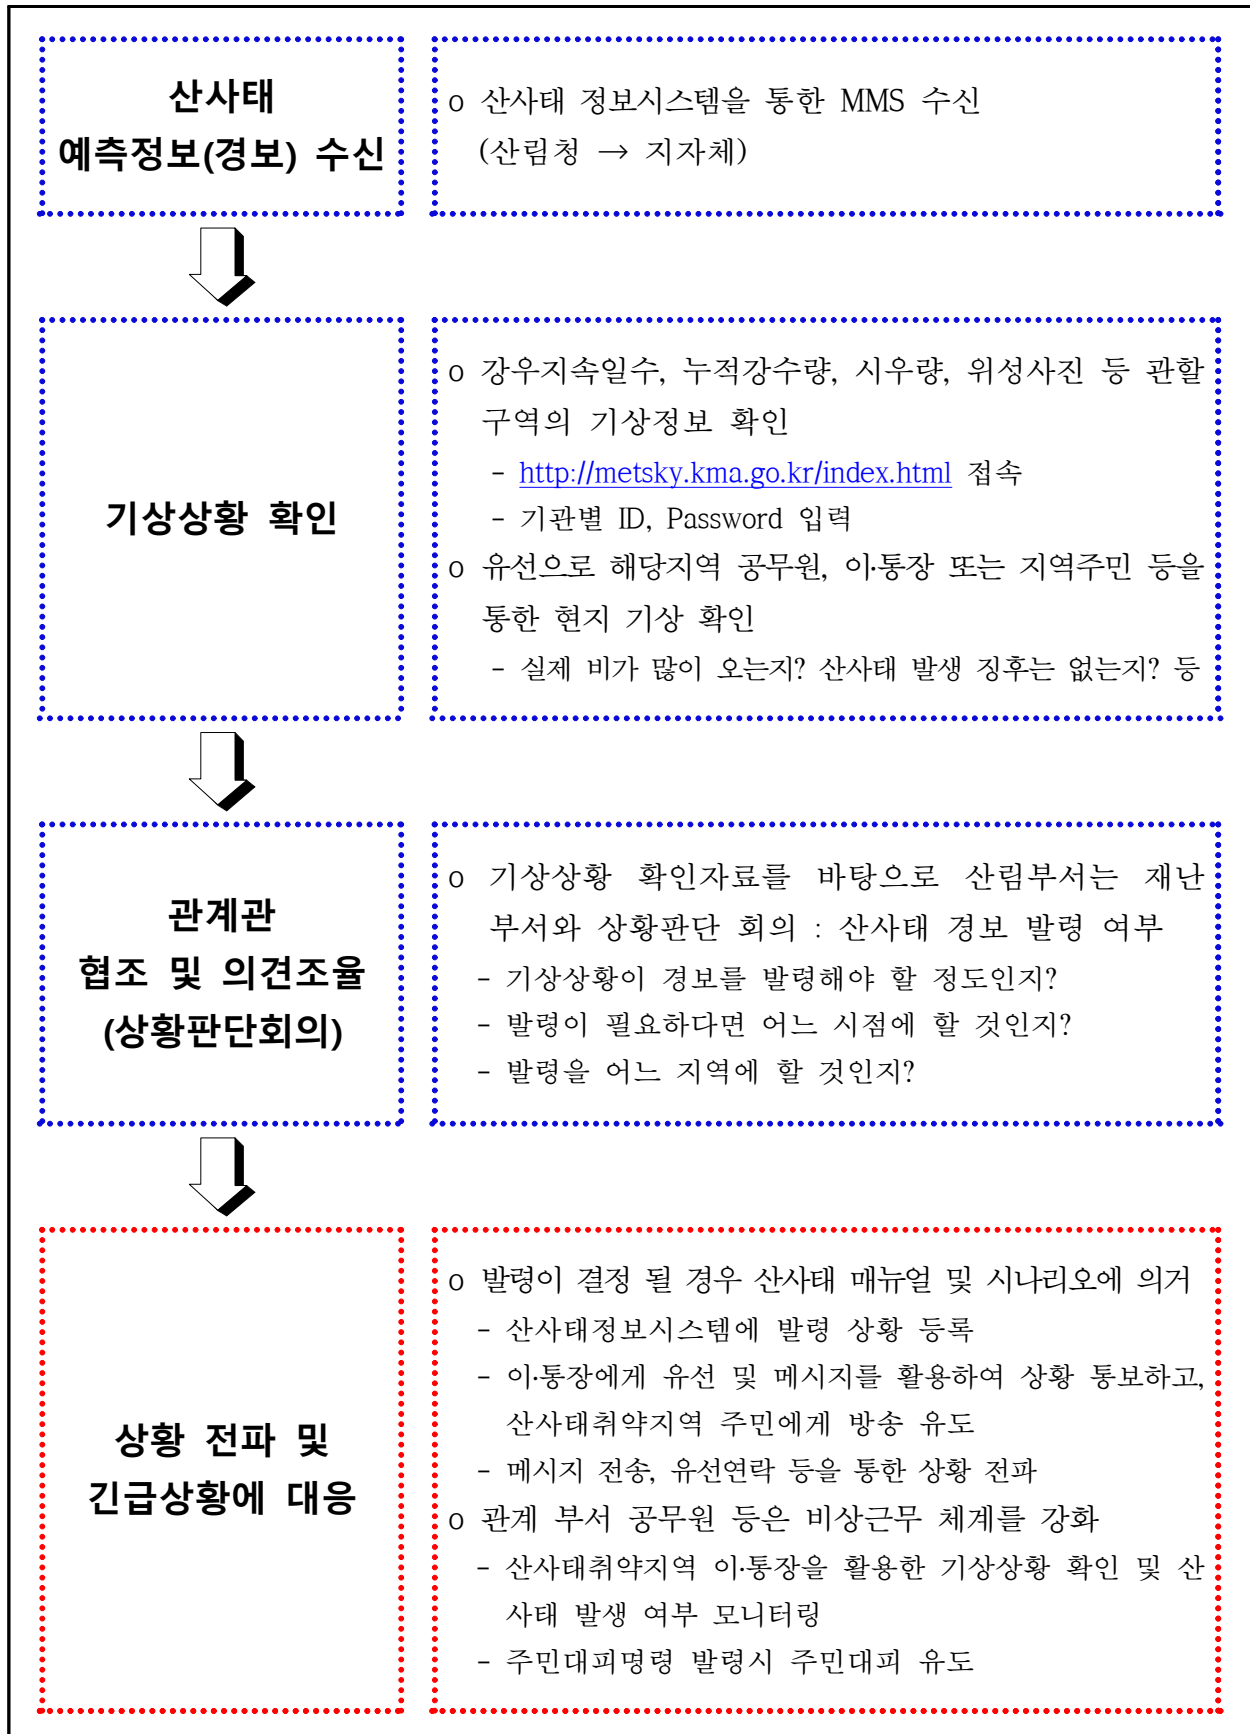 산사태
예측정보(경보) 수신
o 산사태 정보시스템을 통한 MMS 수신
(산림청 → 지자체)
기상상황 확인
o 강우지속일수, 누적강수량, 시우량, 위성사진 등 관할
구역의 기상정보 확인
- http://metsky.kma.go.kr/index.html 접속
- 기관별 ID, Password 입력
o 유선으로 해당지역 공무원, 이·통장 또는 지역주민 등을
통한 현지 기상 확인
- 실제 비가 많이 오는지? 산사태 발생 징후는 없는지? 등
관계관
협조 및 의견조율
(상황판단회의)
o 기상상황 확인자료를 바탕으로 산림부서는 재난
부서와 상황판단 회의 : 산사태 경보 발령 여부
- 기상상황이 경보를 발령해야 할 정도인지?
- 발령이 필요하다면 어느 시점에 할 것인지?
- 발령을 어느 지역에 할 것인지?
상황 전파 및
긴급상황에 대응
o 발령이 결정 될 경우 산사태 매뉴얼 및 시나리오에 의거
- 산사태정보시스템에 발령 상황 등록
- 이·통장에게 유선 및 메시지를 활용하여 상황 통보하고,
산사태취약지역 주민에게 방송 유도
- 메시지 전송, 유선연락 등을 통한 상황 전파
o 관계 부서 공무원 등은 비상근무 체계를 강화
- 산사태취약지역 이·통장을 활용한 기상상황 확인 및 산
사태 발생 여부 모니터링
- 주민대피명령 발령시 주민대피 유도